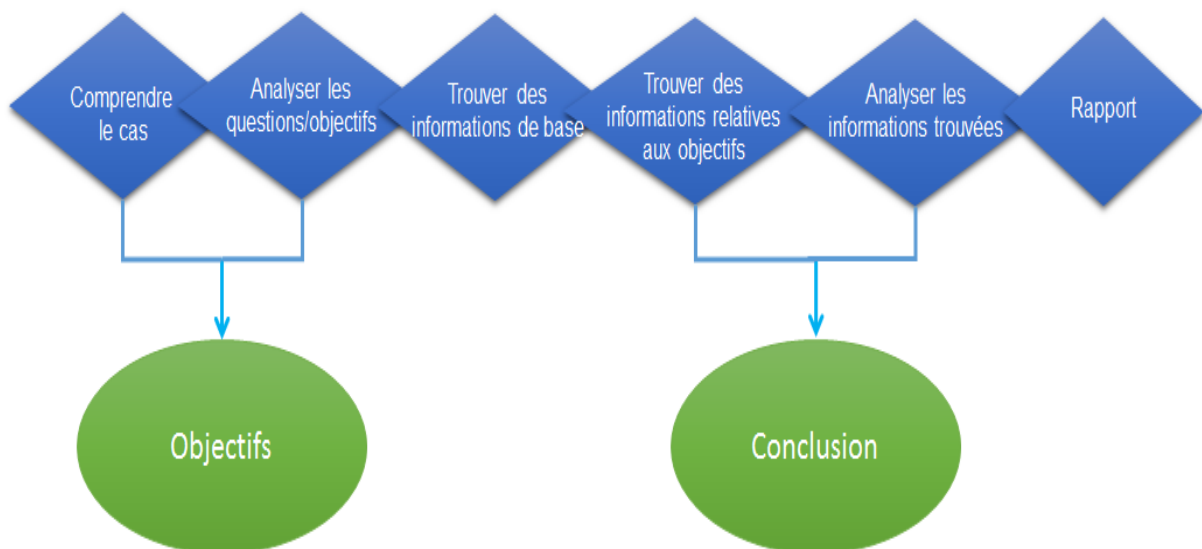 Comprendre
le cas
Analyser les
questions/objectifs
Trouver des
informations de base
Trouver des
informations relatives
aux objectifs
Analyser les
informations trouvées
Rapport
Objectifs
Conclusion